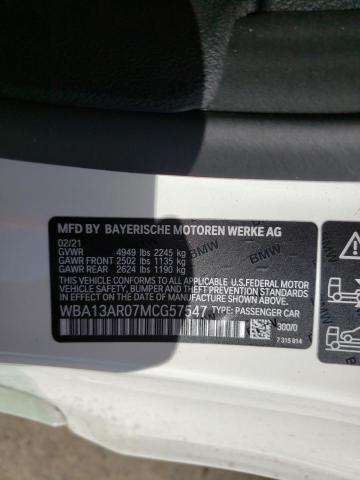 MFD BY BAYERISCHE MOTOREN WERKE AG
02/21
GVWR 4949 lbs 2245 kg
GAWR FRONT 2502 lbs 1135 kg
GAWR REAR 2624 lbs 1190 kg
THIS VEHICLE CONFORMS TO ALL APPLICABLE U.S.FEDERAL MOTOR
VEHICLE SAFETY, BUMPER, AND THEFT PREVENTION STANDARDS
IN EFFECT ON THE DATE OF MANUFACTURE SHOWN ABOVE.
WBA13AR07MCG57547 TYPE: PASSENGER CAR
300/0
7 315 814
BMW
BMW